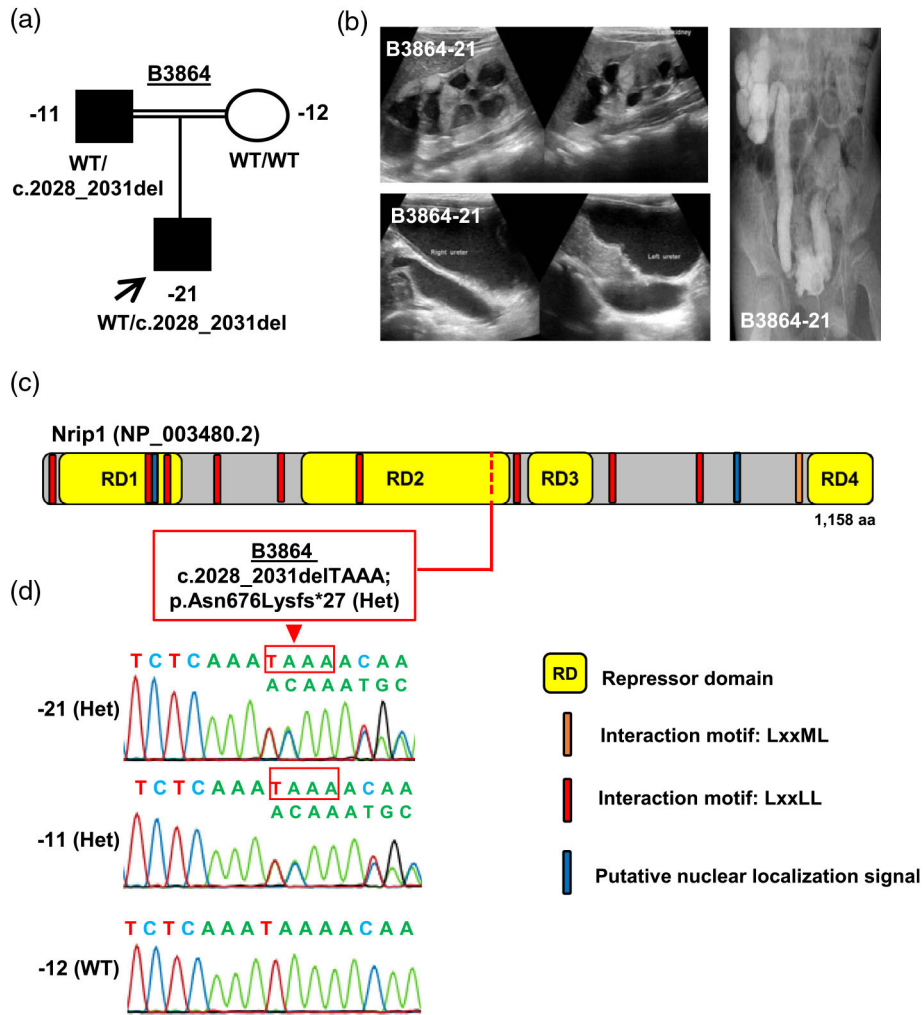 (a)
B3864
-11
-12
WT/
c.2028_2031del
WT/WT
-21
WT/c.2028_2031del
(b)
B3864-21
B3864-21
Right ureter
Left ureter
B3864-21
(c)
Nrip1 (NP_003480.2)
RD1
RD2
RD3
RD4
1,158 aa
B3864
c.2028_2031delTAAA;
p.Asn676Lysfs*27 (Het)
(d)
T C T C A A A T A A A A C A A
A C A A A T G C
-21 (Het)
T C T C A A A T A A A A C A A
A C A A A T G C
-11 (Het)
T C T C A A A T A A A A C A A
-12 (WT)
RD
Repressor domain
Interaction motif: LxxML
Interaction motif: LxxLL
Putative nuclear localization signal